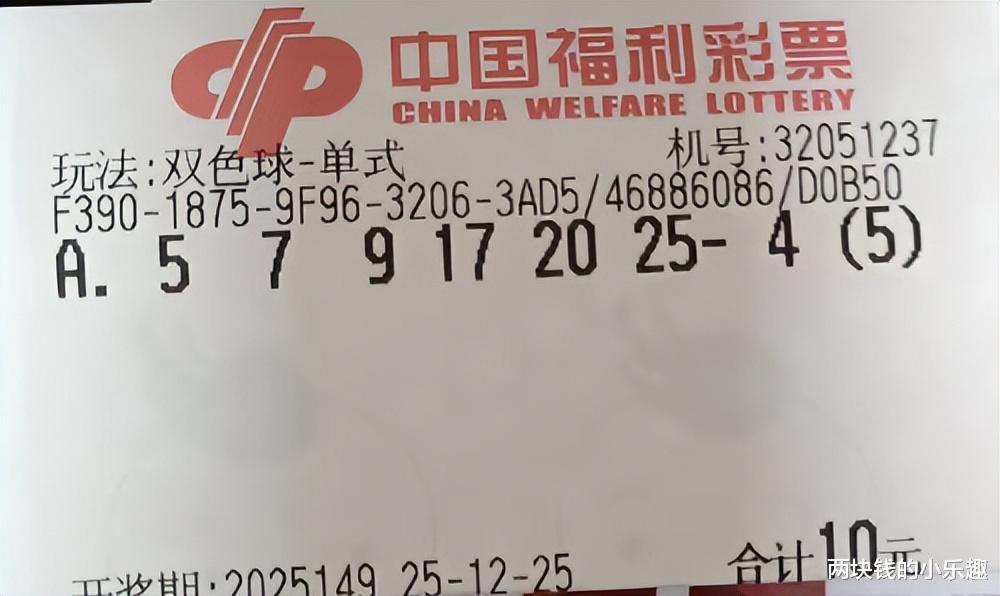 中国福利彩票
CHINA WELFARE LOTTERY
玩法:双色球-单式 机号:32051237
F390-1875-9F96-3206-3AD5/46886086/D0B50
A. 5 7 9 17 20 25- 4 (5)
开奖期:2025149 25-12-25 合计10元
两块钱的小乐趣